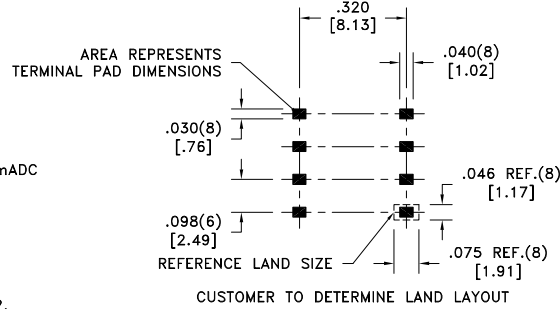 .320
[8.13]
AREA REPRESENTS
TERMINAL PAD DIMENSIONS
.040(8)
[1.02]
.030(8)
[.76]
mADC
.046 REF.(8)
[1.17]
.098(6)
[2.49]
REFERENCE LAND SIZE
.075 REF.(8)
[1.91]
CUSTOMER TO DETERMINE LAND LAYOUT